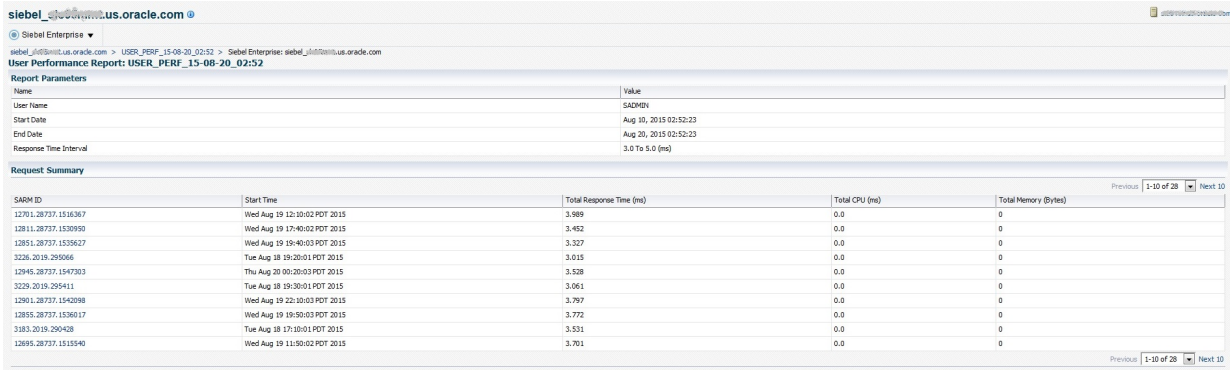 siebel_ .us.oracle.com
Siebel Enterprise
siebel_ .us.oracle.com > USER_PERF_15-08-20_02:52 > Siebel Enterprise: siebel_ .us.oracle.com
User Performance Report: USER_PERF_15-08-20_02:52
Report Parameters
Name Value
User Name SADMIN
Start Date Aug 10, 2015 02:52:23
End Date Aug 20, 2015 02:52:23
Response Time Interval 3.0 To 5.0 (ms)
Request Summary
Previous 1-10 of 28 Next 10
SARM ID Start Time Total Response Time (ms) Total CPU (ms) Total Memory (Bytes)
12701.28737.1516367 Wed Aug 19 12:10:02 PDT 2015 3.989 0.0 0
12811.28737.1530950 Wed Aug 19 17:40:02 PDT 2015 3.452 0.0 0
12851.28737.1535627 Wed Aug 19 19:40:03 PDT 2015 3.327 0.0 0
3226.2019.295066 Tue Aug 18 19:20:01 PDT 2015 3.015 0.0 0
12945.28737.1547303 Thu Aug 20 00:20:03 PDT 2015 3.528 0.0 0
3229.2019.295411 Tue Aug 18 19:30:01 PDT 2015 3.061 0.0 0
12901.28737.1542098 Wed Aug 19 22:10:03 PDT 2015 3.797 0.0 0
12855.28737.1536017 Wed Aug 19 19:50:03 PDT 2015 3.772 0.0 0
3183.2019.290428 Tue Aug 18 17:10:01 PDT 2015 3.531 0.0 0
12695.28737.1515540 Wed Aug 19 11:50:02 PDT 2015 3.701 0.0 0
Previous 1-10 of 28 Next 10